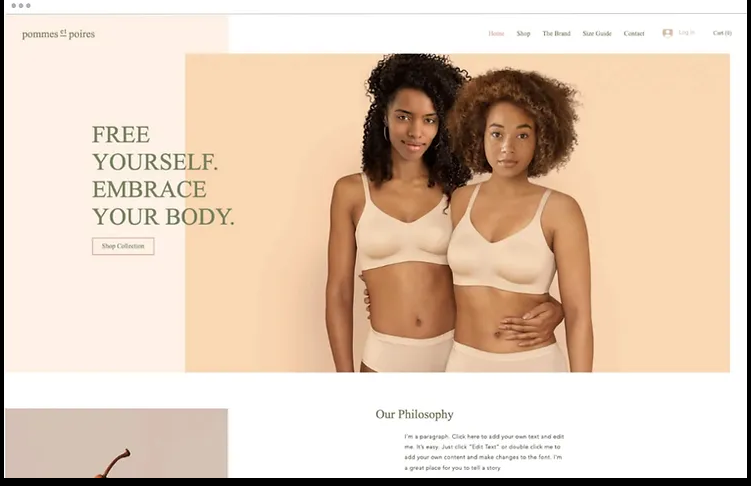 pommes et poires
Home Shop The Brand Size Guide Contact Log In Cart (0)
FREE
YOURSELF.
EMBRACE
YOUR BODY.
Shop Collection
Our Philosophy
I'm a paragraph. Click here to add your own text and edit
me. It's easy. Just click "Edit Text" or double click me to
add your own content and make changes to the font. I'm
a great place for you to tell a story